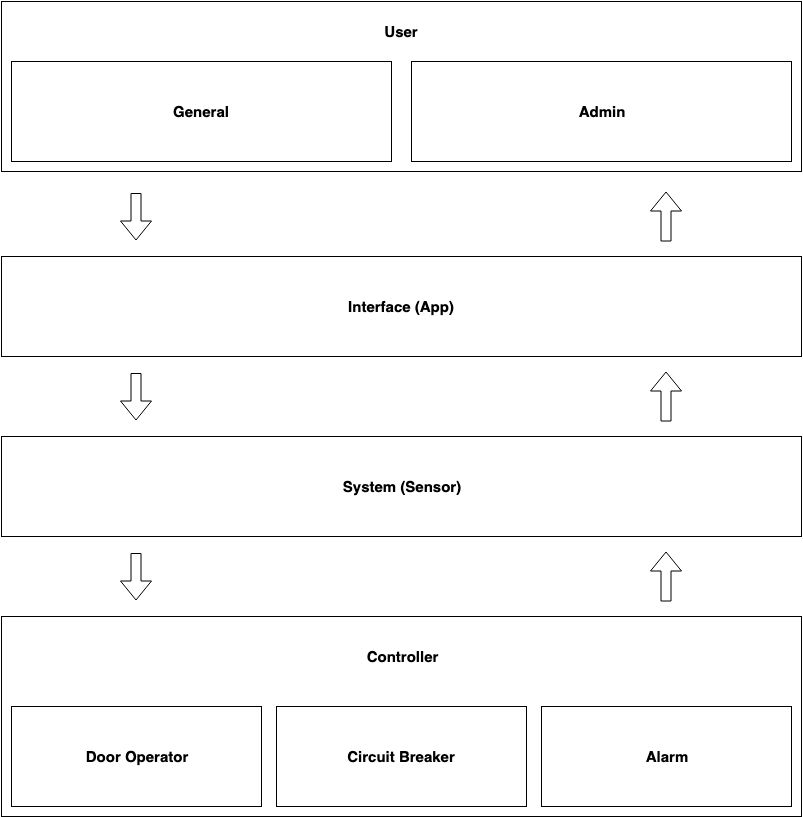 User
General
Admin
Interface (App)
System (Sensor)
Controller
Door Operator
Circuit Breaker
Alarm